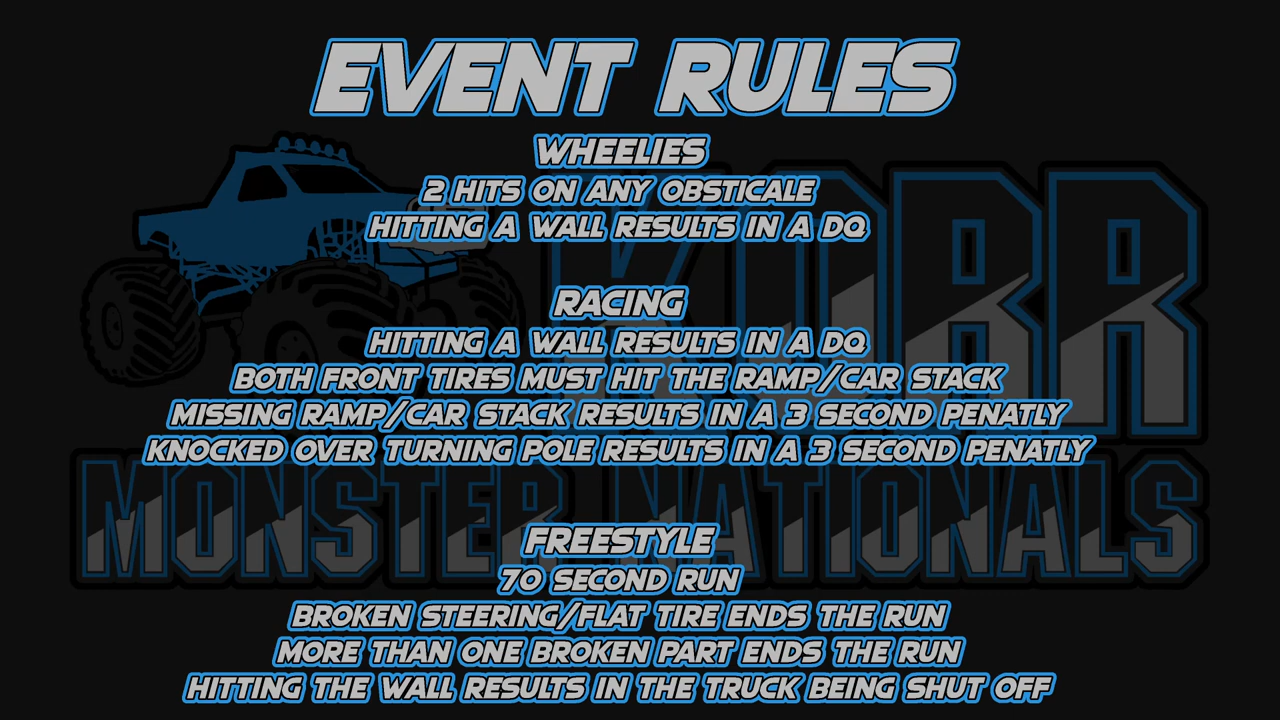 EVENT RULES
WHEELIES
2 HITS ON ANY OBSTICALE
HITTING A WALL RESULTS IN A DQ
RACING
HITTING A WALL RESULTS IN A DQ
BOTH FRONT TIRES MUST HIT THE RAMP/CAR STACK
MISSING RAMP/CAR STACK RESULTS IN A 3 SECOND PENATLY
KNOCKED OVER TURNING POLE RESULTS IN A 3 SECOND PENATLY
FREESTYLE
70 SECOND RUN
BROKEN STEERING/FLAT TIRE ENDS THE RUN
MORE THAN ONE BROKEN PART ENDS THE RUN
HITTING THE WALL RESULTS IN THE TRUCK BEING SHUT OFF
MONSTER NATIONALS